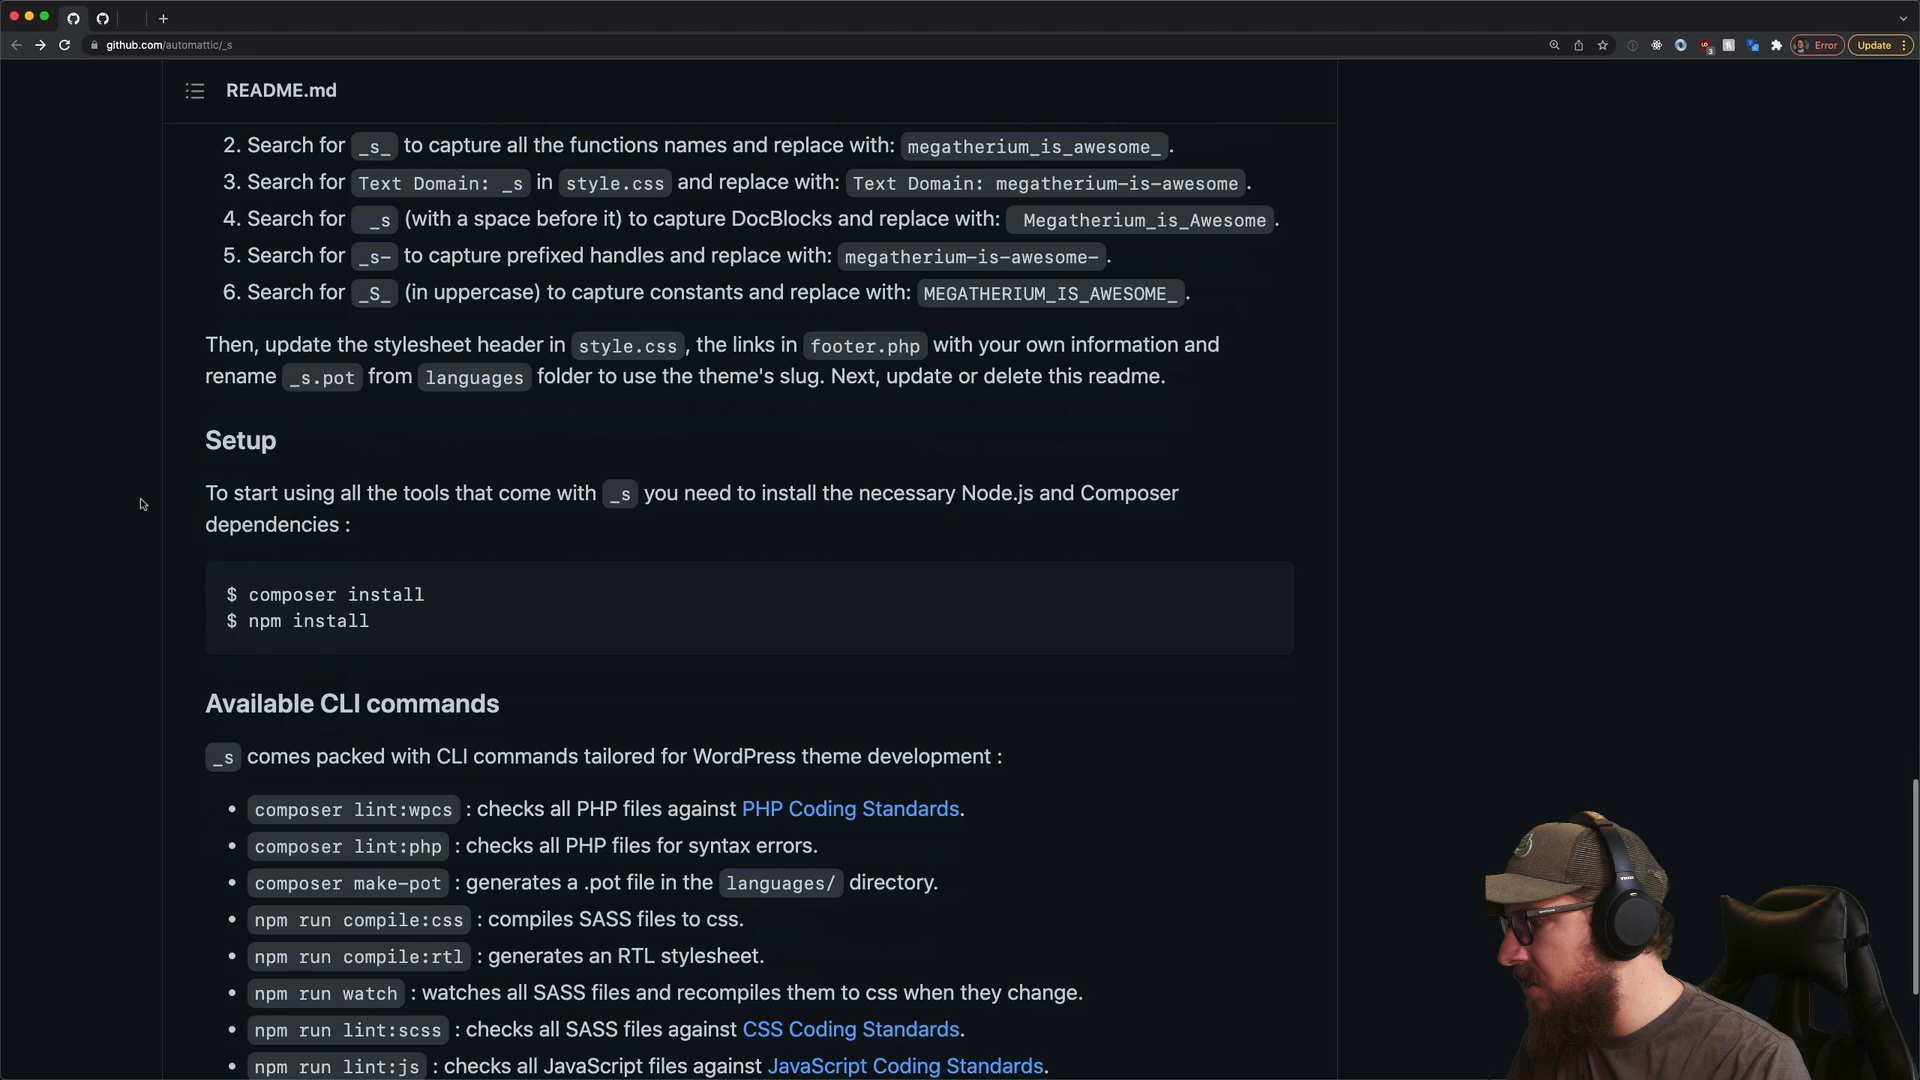 github.com/automattic/_s
Error
Update
README.md
2. Search for _s_ to capture all the functions names and replace with: megatherium_is_awesome_ .
3. Search for Text Domain: _s in style.css and replace with: Text Domain: megatherium-is-awesome .
4. Search for _s (with a space before it) to capture DocBlocks and replace with: Megatherium_is_Awesome .
5. Search for _s- to capture prefixed handles and replace with: megatherium-is-awesome- .
6. Search for _S_ (in uppercase) to capture constants and replace with: MEGATHERIUM_IS_AWESOME_ .
Then, update the stylesheet header in style.css , the links in footer.php with your own information and
rename _s.pot from languages folder to use the theme's slug. Next, update or delete this readme.
Setup
To start using all the tools that come with _s you need to install the necessary Node.js and Composer
dependencies :
$ composer install
$ npm install
Available CLI commands
_s comes packed with CLI commands tailored for WordPress theme development :
• composer lint:wpcs : checks all PHP files against PHP Coding Standards.
• composer lint:php : checks all PHP files for syntax errors.
• composer make-pot : generates a .pot file in the languages/ directory.
• npm run compile:css : compiles SASS files to css.
• npm run compile:rtl : generates an RTL stylesheet.
• npm run watch : watches all SASS files and recompiles them to css when they change.
• npm run lint:scss : checks all SASS files against CSS Coding Standards.
• npm run lint:js : checks all JavaScript files against JavaScript Coding Standards.